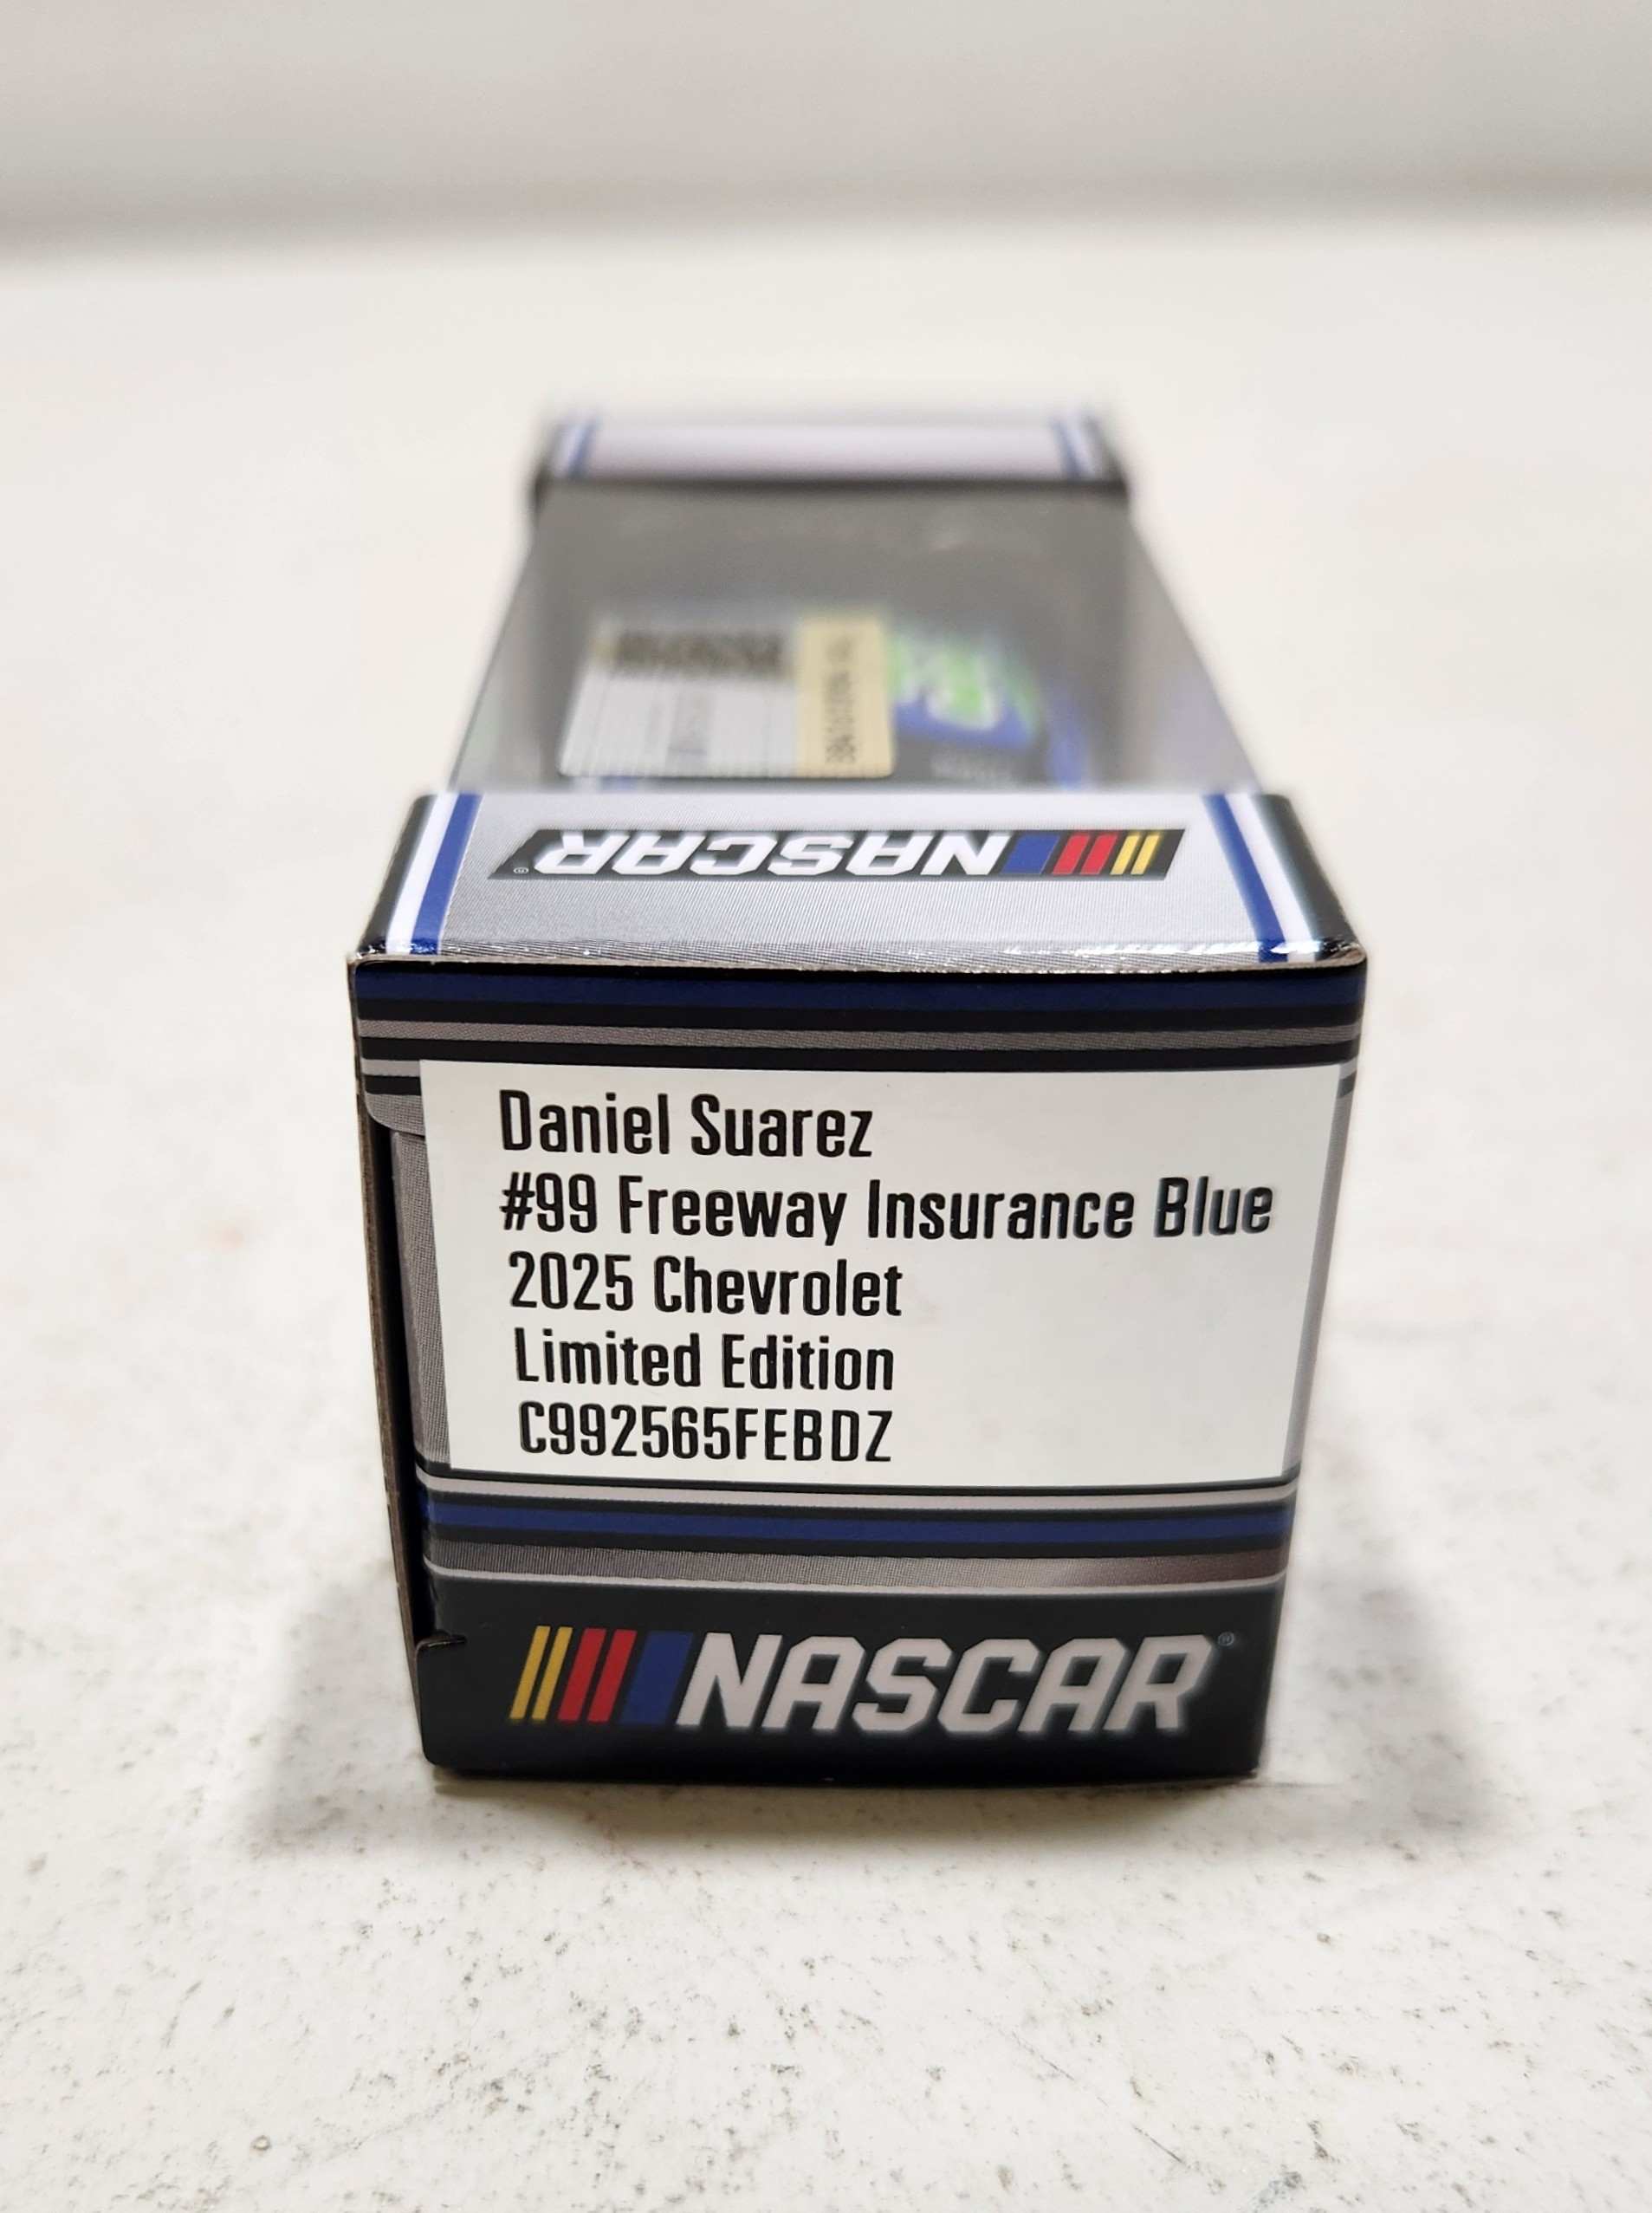 NASCAR
Daniel Suarez
#99 Freeway Insurance Blue
2025 Chevrolet
Limited Edition
C992565FEBDZ
NASCAR